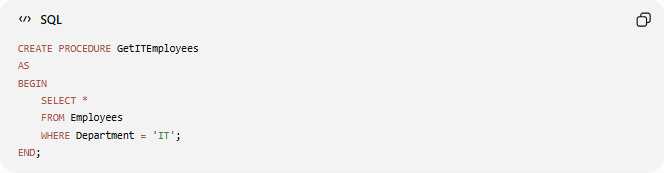 SQL
CREATE PROCEDURE GetITEmployees
AS
BEGIN
    SELECT *
    FROM Employees
    WHERE Department = 'IT';
END;